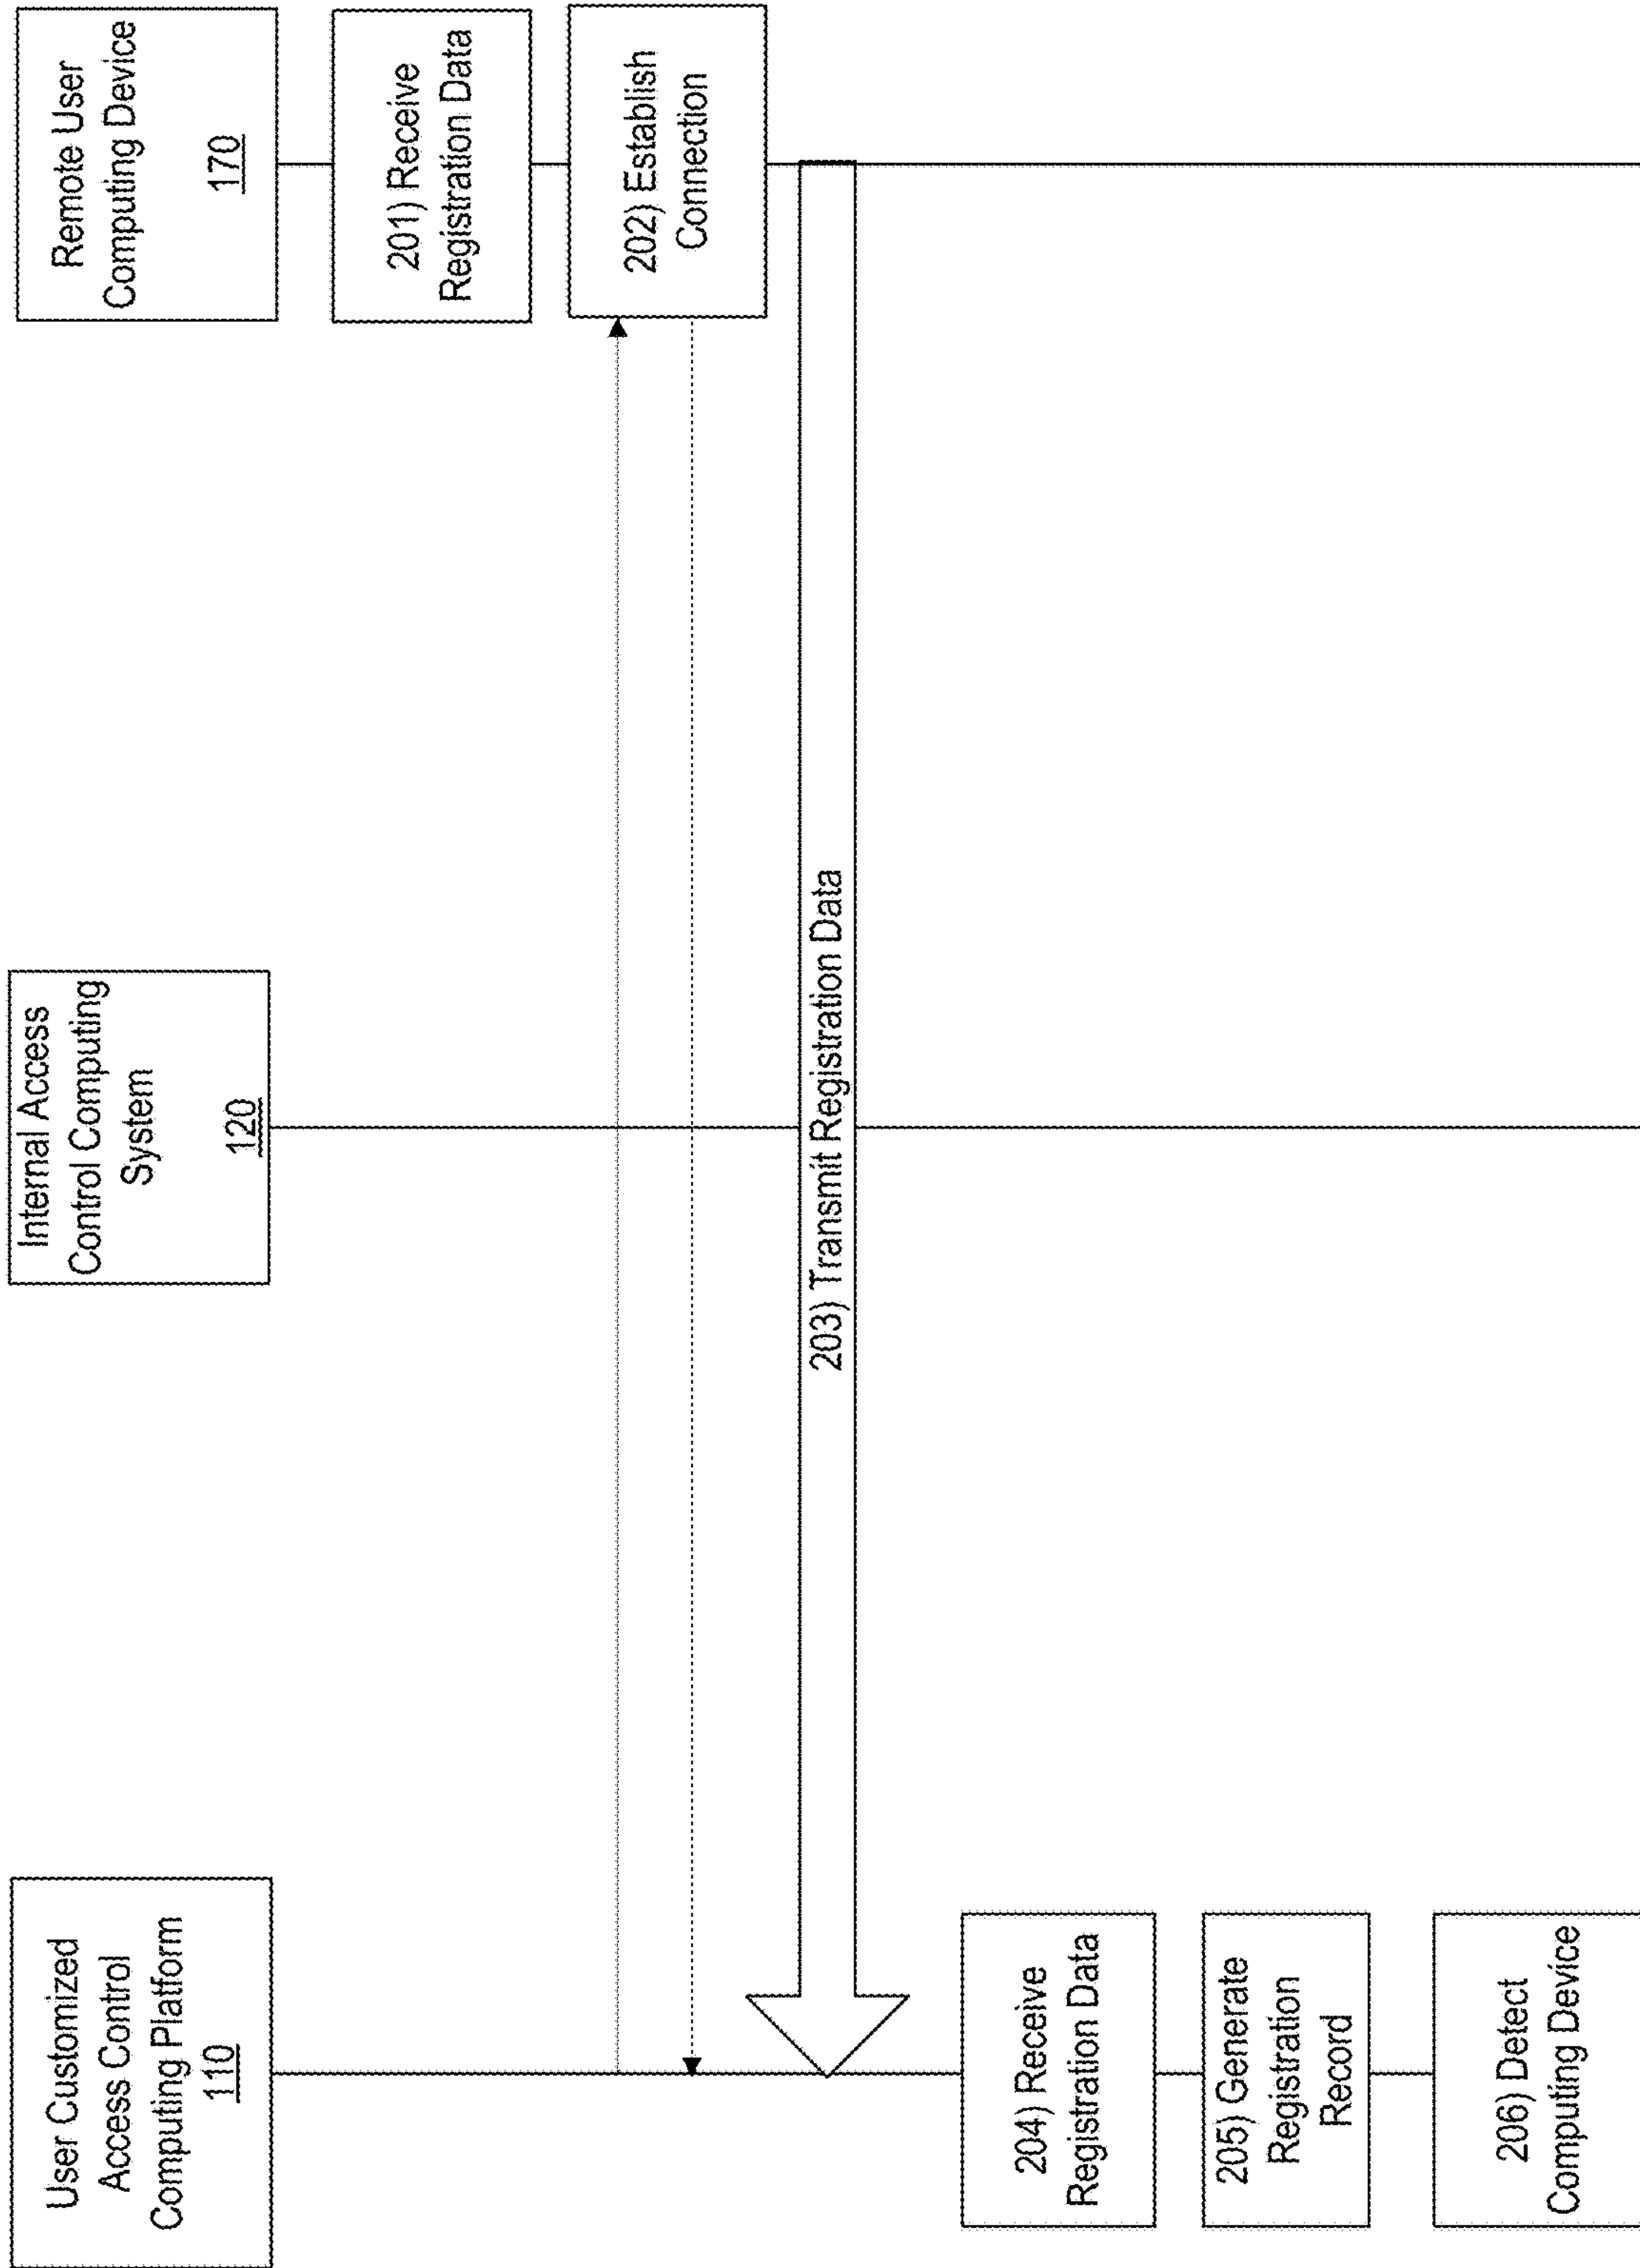 User Customized
Access Control
Computing Platform
110
Internal Access
Control Computing
System
120
Remote User
Computing Device
170
201) Receive
Registration Data
202) Establish
Connection
203) Transmit Registration Data
204) Receive
Registration Data
205) Generate
Registration
Record
206) Detect
Computing Device